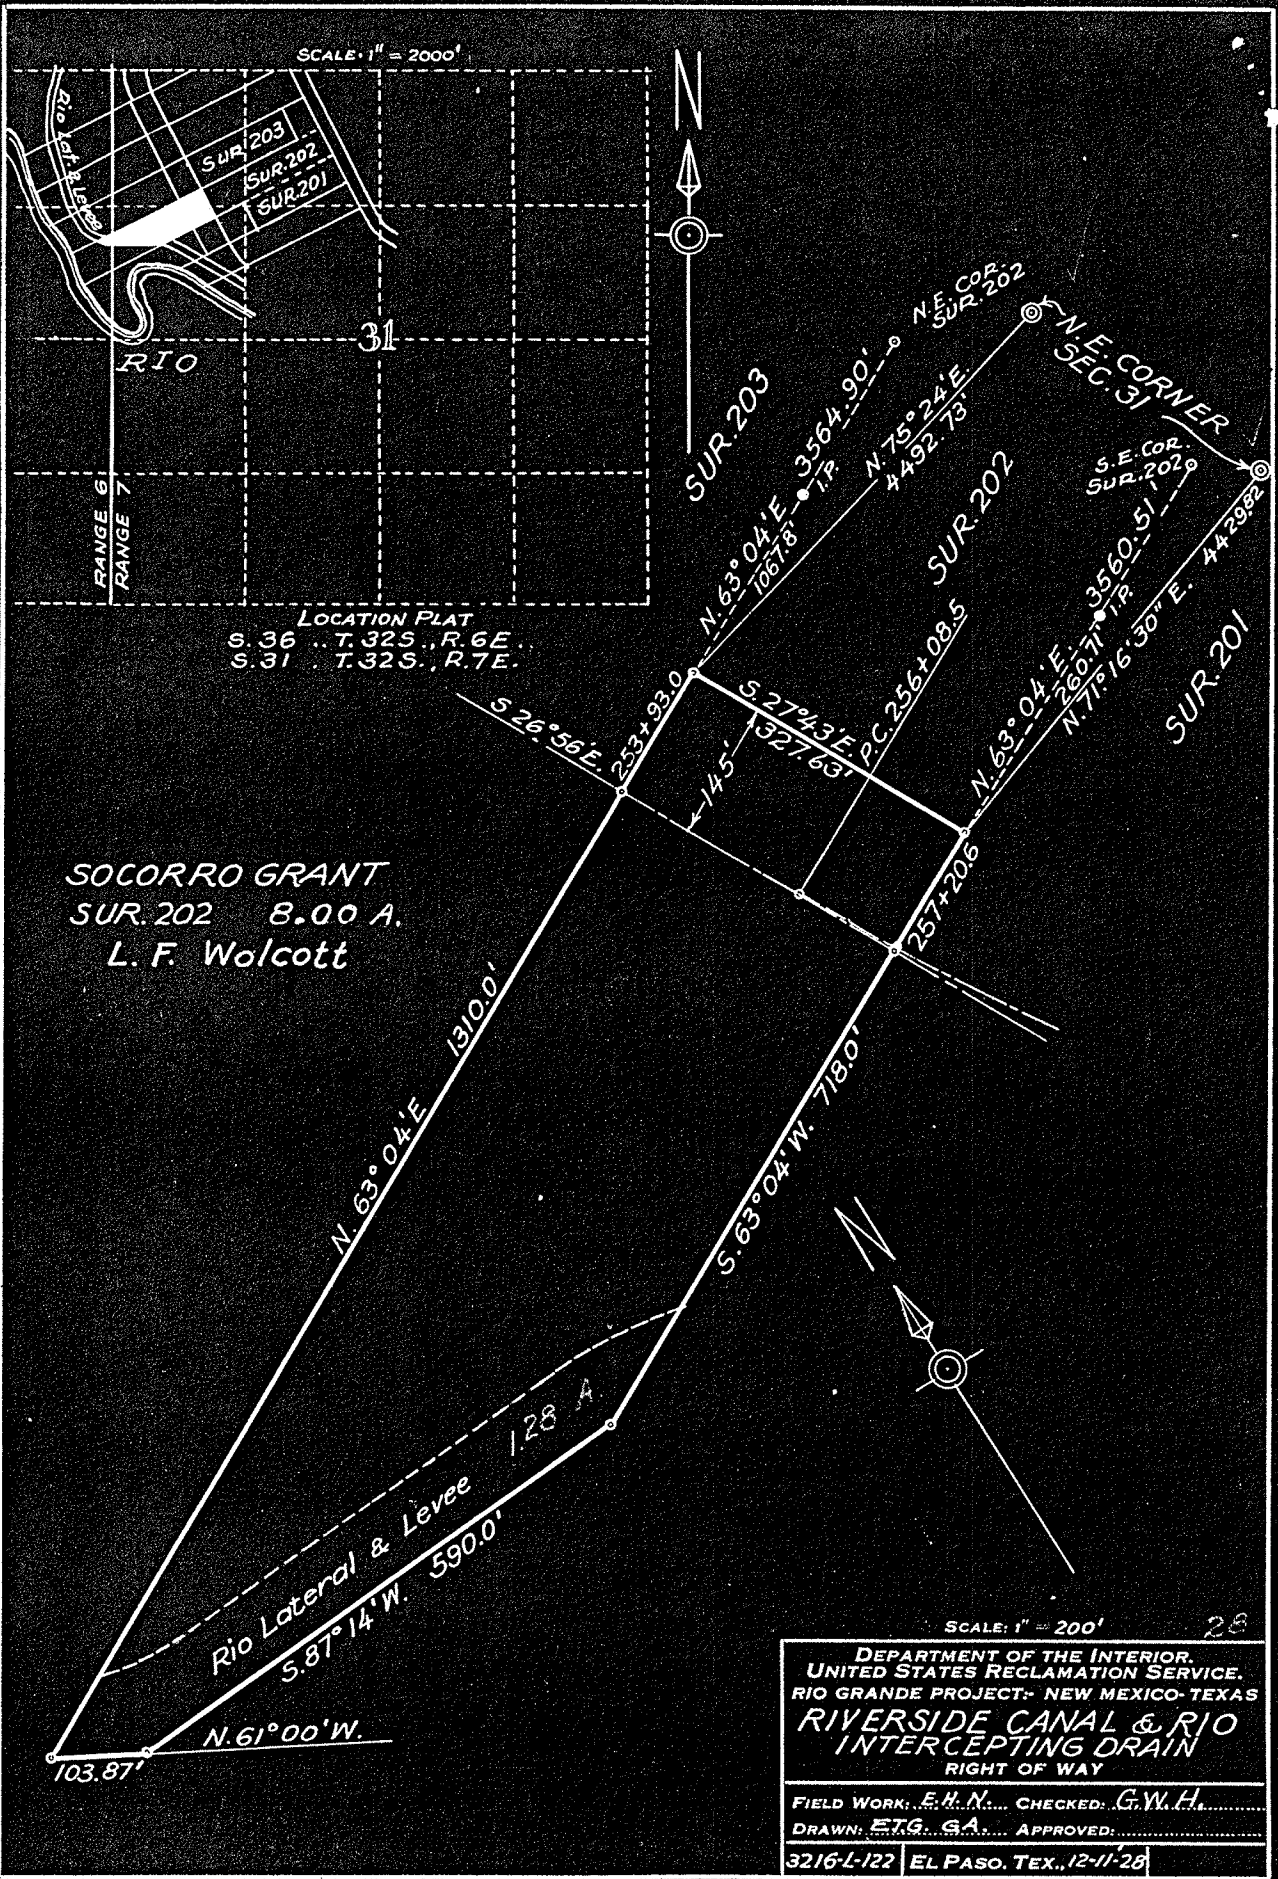 SCALE: 1" = 2000'
N
Rio Lat. & Levee
SUR. 203
SUR. 202
SUR. 201
31
RIO
RANGE 6
RANGE 7
LOCATION PLAT
S. 36 .. T. 32 S., R. 6 E..
S. 31 . T. 32 S., R. 7 E.
N.E. COR.
SUR. 202
N.E. CORNER
SEC. 31
SUR. 203
N. 63° 04' E 3564.90'
1067.8'
I.P.
N. 75° 24' E.
4492.73'
SUR. 202
S.E. COR.
SUR. 202
N. 63° 04' E. 3560.51'
260.71'
I.P.
N. 71° 16' 30" E. 4429.82
SUR. 201
S 26° 56' E.
253+93.0
S. 27° 43' E.
327.63'
145'
P.C. 256+08.5
257+20.6
SOCORRO GRANT
SUR. 202 8.00 A.
L. F. Wolcott
N. 63° 04' E 1310.0'
S. 63° 04' W. 718.0'
N
Rio Lateral & Levee 1.28 A.
S. 87° 14' W. 590.0'
N. 61° 00' W.
103.87'
SCALE: 1" = 200'
28
DEPARTMENT OF THE INTERIOR.
UNITED STATES RECLAMATION SERVICE.
RIO GRANDE PROJECT:- NEW MEXICO-TEXAS
RIVERSIDE CANAL & RIO
INTERCEPTING DRAIN
RIGHT OF WAY
FIELD WORK: E.H.N. CHECKED: G.W.H.
DRAWN: E.T.G. G.A. APPROVED:
3216-L-122 EL PASO. TEX., 12-11-28